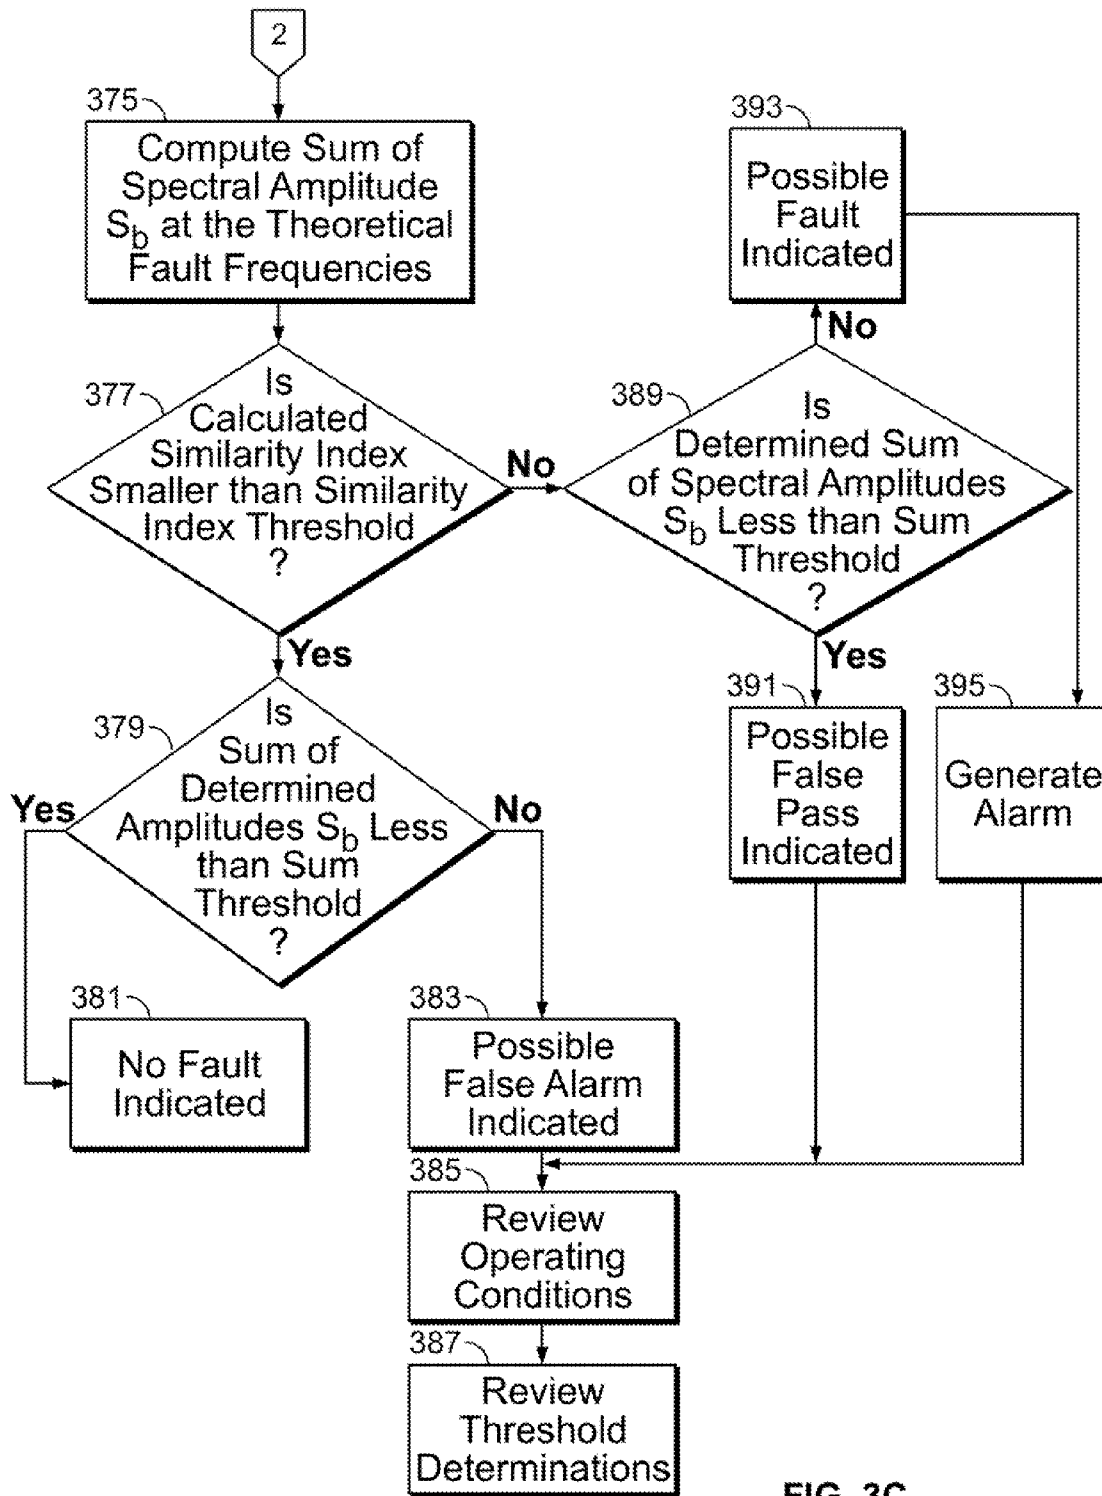 2
375
Compute Sum of
Spectral Amplitude
Sb at the Theoretical
Fault Frequencies
377
Is
Calculated
Similarity Index
Smaller than Similarity
Index Threshold
?
No
Yes
379
Is
Sum of
Determined
Amplitudes Sb Less
than Sum
Threshold
?
Yes
No
381
No Fault
Indicated
383
Possible
False Alarm
Indicated
385
Review
Operating
Conditions
387
Review
Threshold
Determinations
389
Is
Determined Sum
of Spectral Amplitudes
Sb Less than Sum
Threshold
?
No
Yes
393
Possible
Fault
Indicated
391
Possible
False
Pass
Indicated
395
Generate
Alarm
FIG. 3C